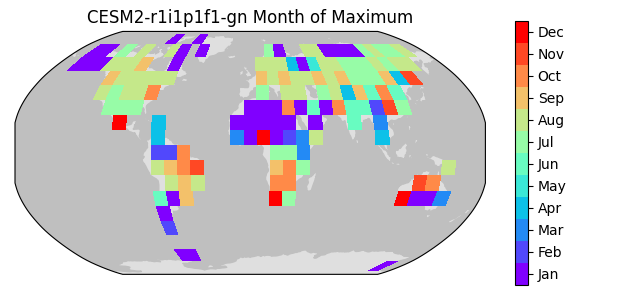 CESM2-r1i1p1f1-gn Month of Maximum
Dec
Nov
Oct
Sep
Aug
Jul
Jun
May
Apr
Mar
Feb
Jan